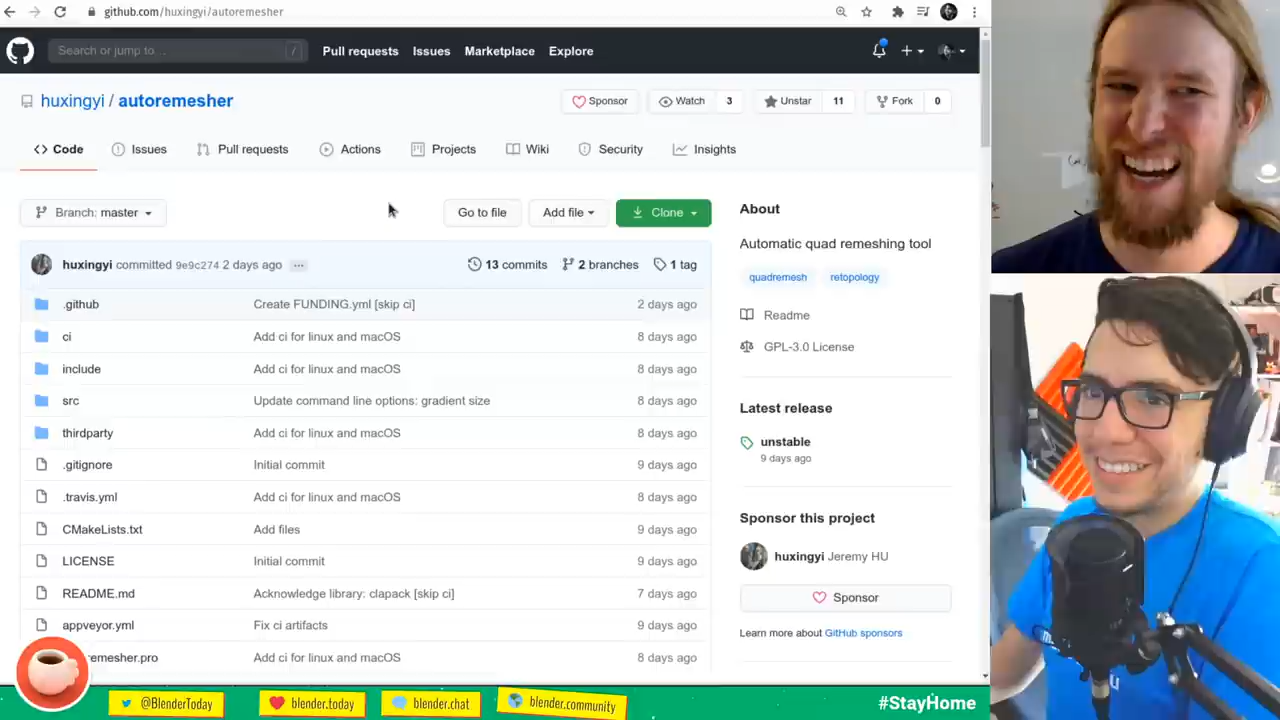 github.com/huxingyi/autoremesher
Search or jump to... /
Pull requests Issues Marketplace Explore
huxingyi / autoremesher
Sponsor Watch 3 Unstar 11 Fork 0
Code Issues Pull requests Actions Projects Wiki Security Insights
Branch: master Go to file Add file Clone
huxingyi committed 9e9c274 2 days ago ... 13 commits 2 branches 1 tag
.github Create FUNDING.yml [skip ci] 2 days ago
ci Add ci for linux and macOS 8 days ago
include Add ci for linux and macOS 8 days ago
src Update command line options: gradient size 8 days ago
thirdparty Add ci for linux and macOS 8 days ago
.gitignore Initial commit 9 days ago
.travis.yml Add ci for linux and macOS 8 days ago
CMakeLists.txt Add files 9 days ago
LICENSE Initial commit 9 days ago
README.md Acknowledge library: clapack [skip ci] 7 days ago
appveyor.yml Fix ci artifacts 9 days ago
remesher.pro Add ci for linux and macOS 8 days ago
About
Automatic quad remeshing tool
quadremesh retopology
Readme
GPL-3.0 License
Latest release
unstable
9 days ago
Sponsor this project
huxingyi Jeremy HU
Sponsor
Learn more about GitHub sponsors
@BlenderToday blender.today blender.chat blender.community #StayHome